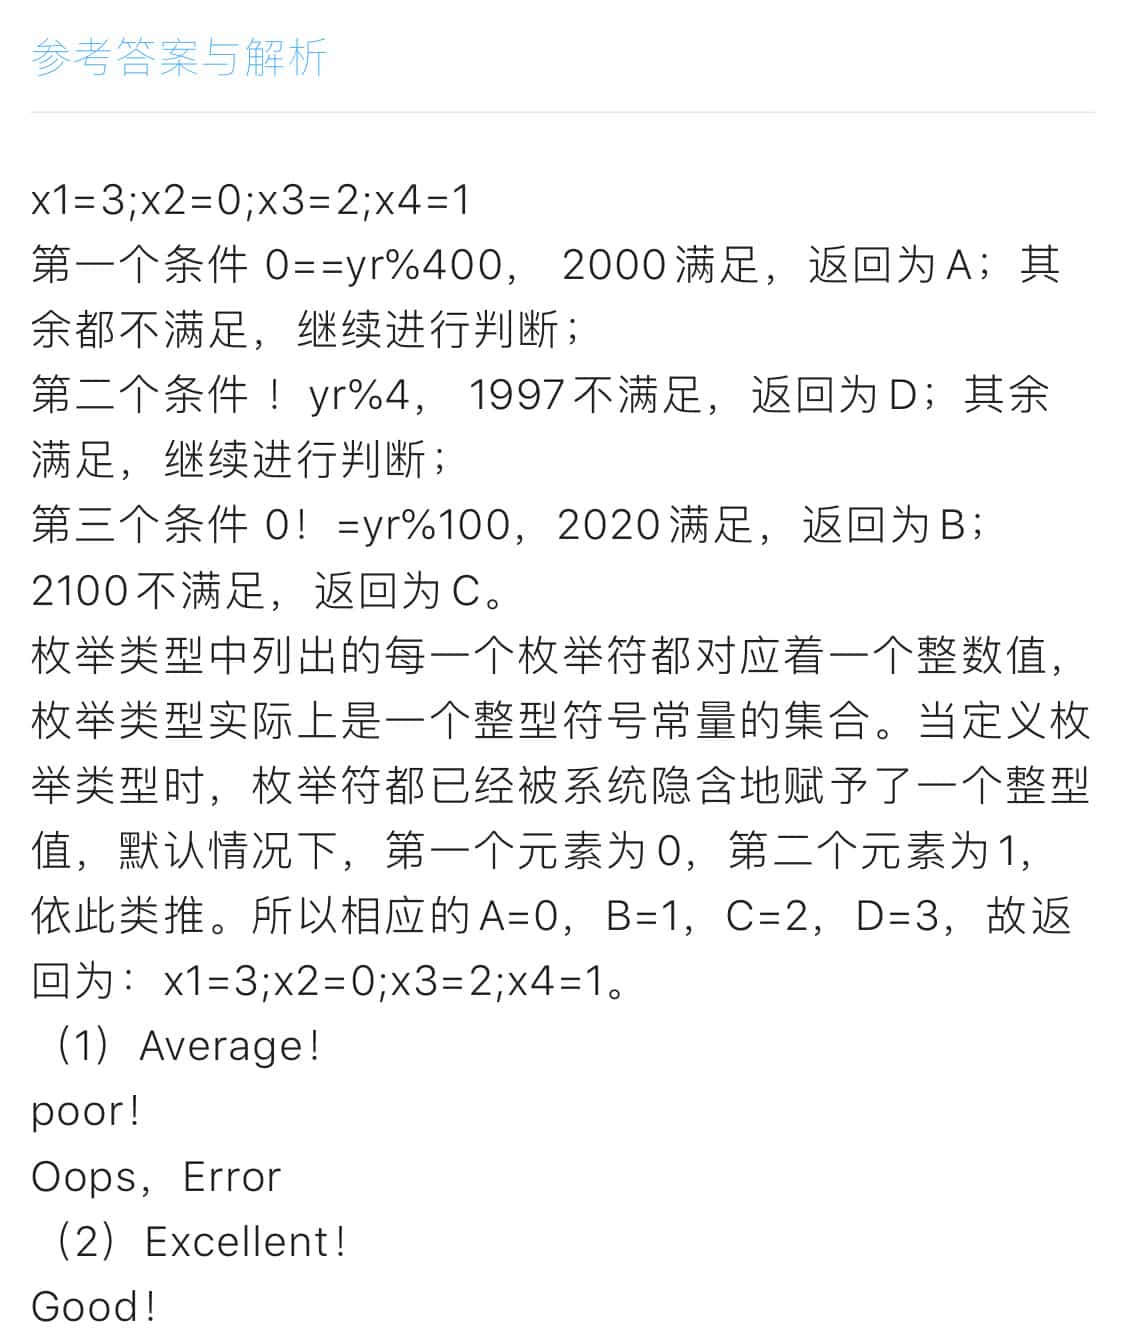 参考答案与解析
x1=3;x2=0;x3=2;x4=1
第一个条件 0==yr%400， 2000满足，返回为A；其
余都不满足，继续进行判断；
第二个条件 ！yr%4， 1997不满足，返回为D；其余
满足，继续进行判断；
第三个条件 0！=yr%100，2020满足，返回为B；
2100不满足，返回为C。
枚举类型中列出的每一个枚举符都对应着一个整数值，
枚举类型实际上是一个整型符号常量的集合。当定义枚
举类型时，枚举符都已经被系统隐含地赋予了一个整型
值，默认情况下，第一个元素为0，第二个元素为1，
依此类推。所以相应的A=0，B=1，C=2，D=3，故返
回为：x1=3;x2=0;x3=2;x4=1。
（1）Average！
poor！
Oops，Error
（2）Excellent！
Good！